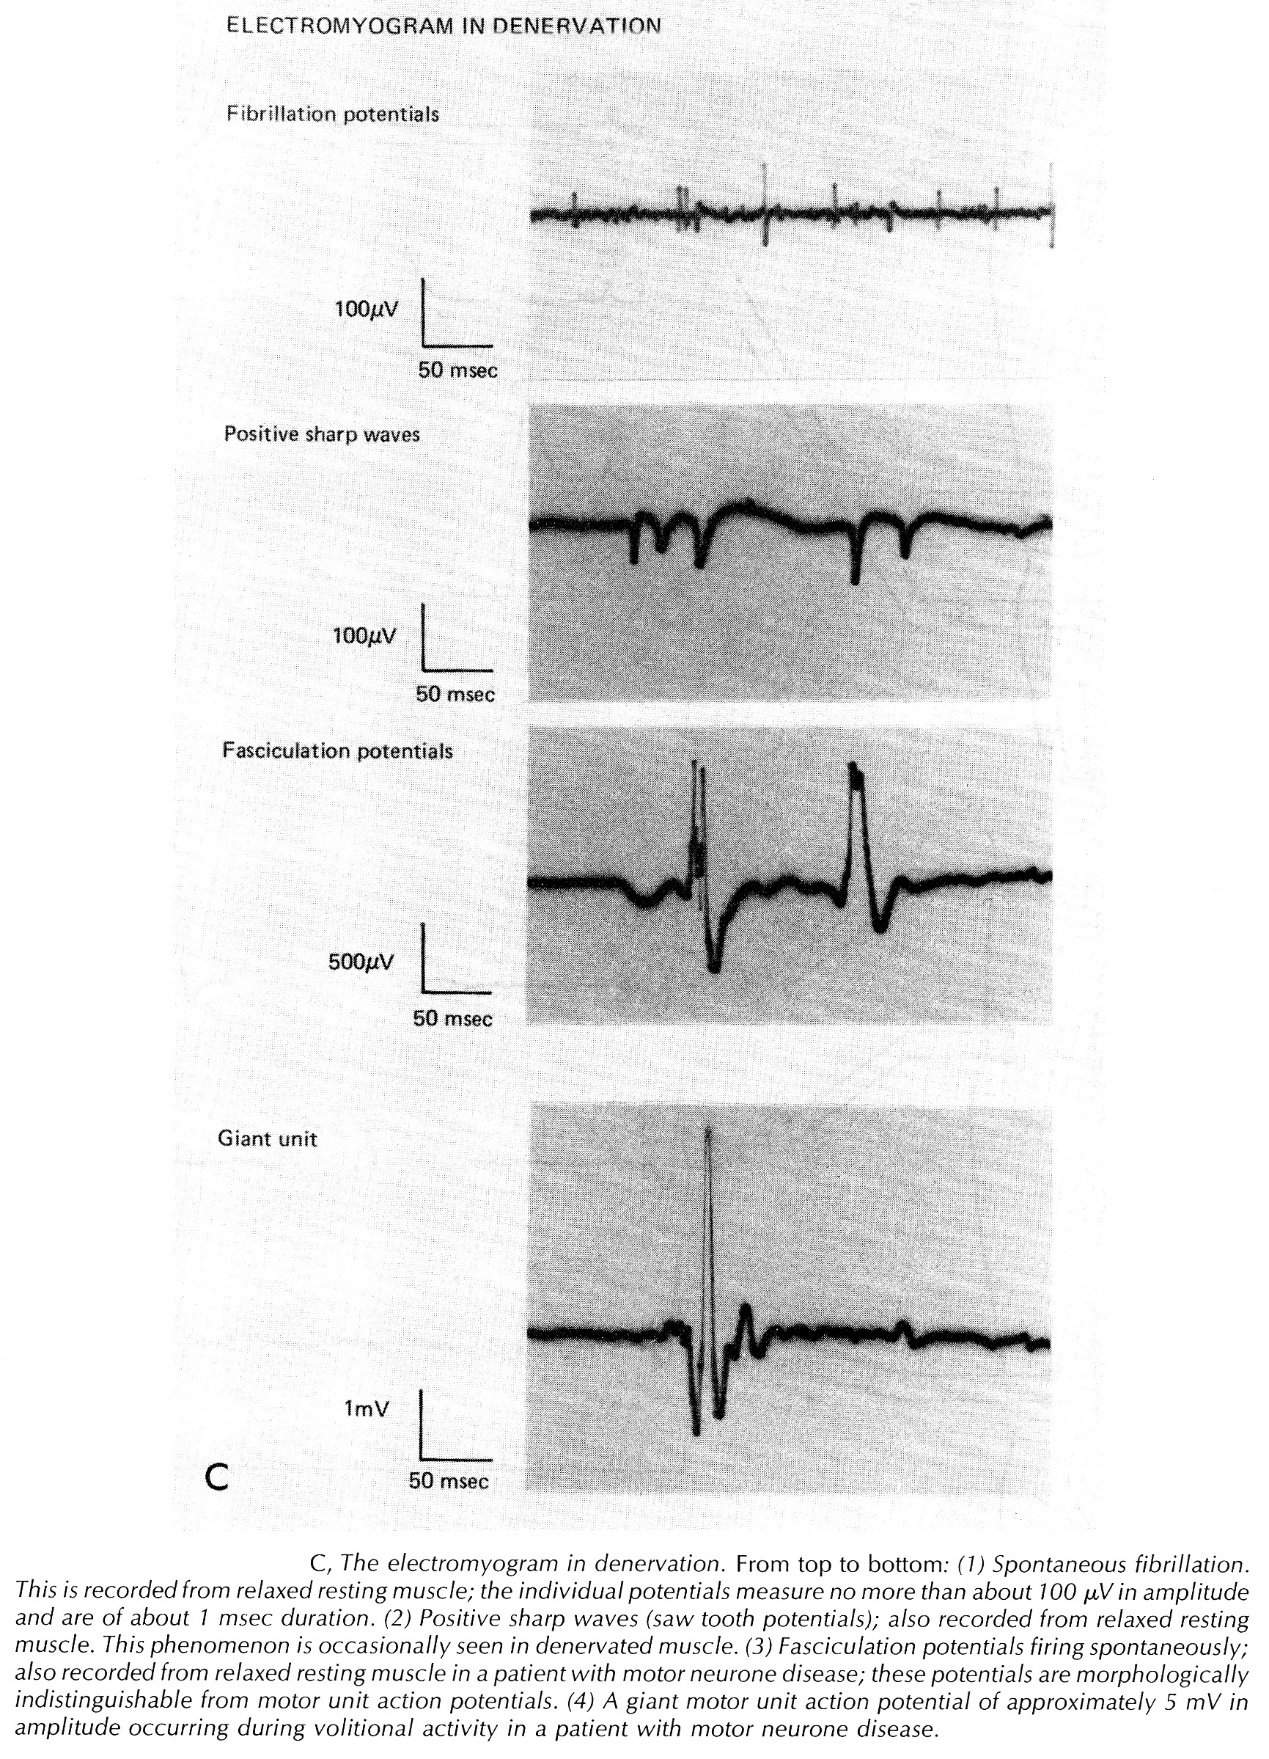 ELECTROMYOGRAM IN DENERVATION
Fibrillation potentials
100μV
50 msec
Positive sharp waves
100μV
50 msec
Fasciculation potentials
500μV
50 msec
Giant unit
1mV
50 msec
C
C, The electromyogram in denervation. From top to bottom: (1) Spontaneous fibrillation.
This is recorded from relaxed resting muscle; the individual potentials measure no more than about 100 μV in amplitude
and are of about 1 msec duration. (2) Positive sharp waves (saw tooth potentials); also recorded from relaxed resting
muscle. This phenomenon is occasionally seen in denervated muscle. (3) Fasciculation potentials firing spontaneously;
also recorded from relaxed resting muscle in a patient with motor neurone disease; these potentials are morphologically
indistinguishable from motor unit action potentials. (4) A giant motor unit action potential of approximately 5 mV in
amplitude occurring during volitional activity in a patient with motor neurone disease.